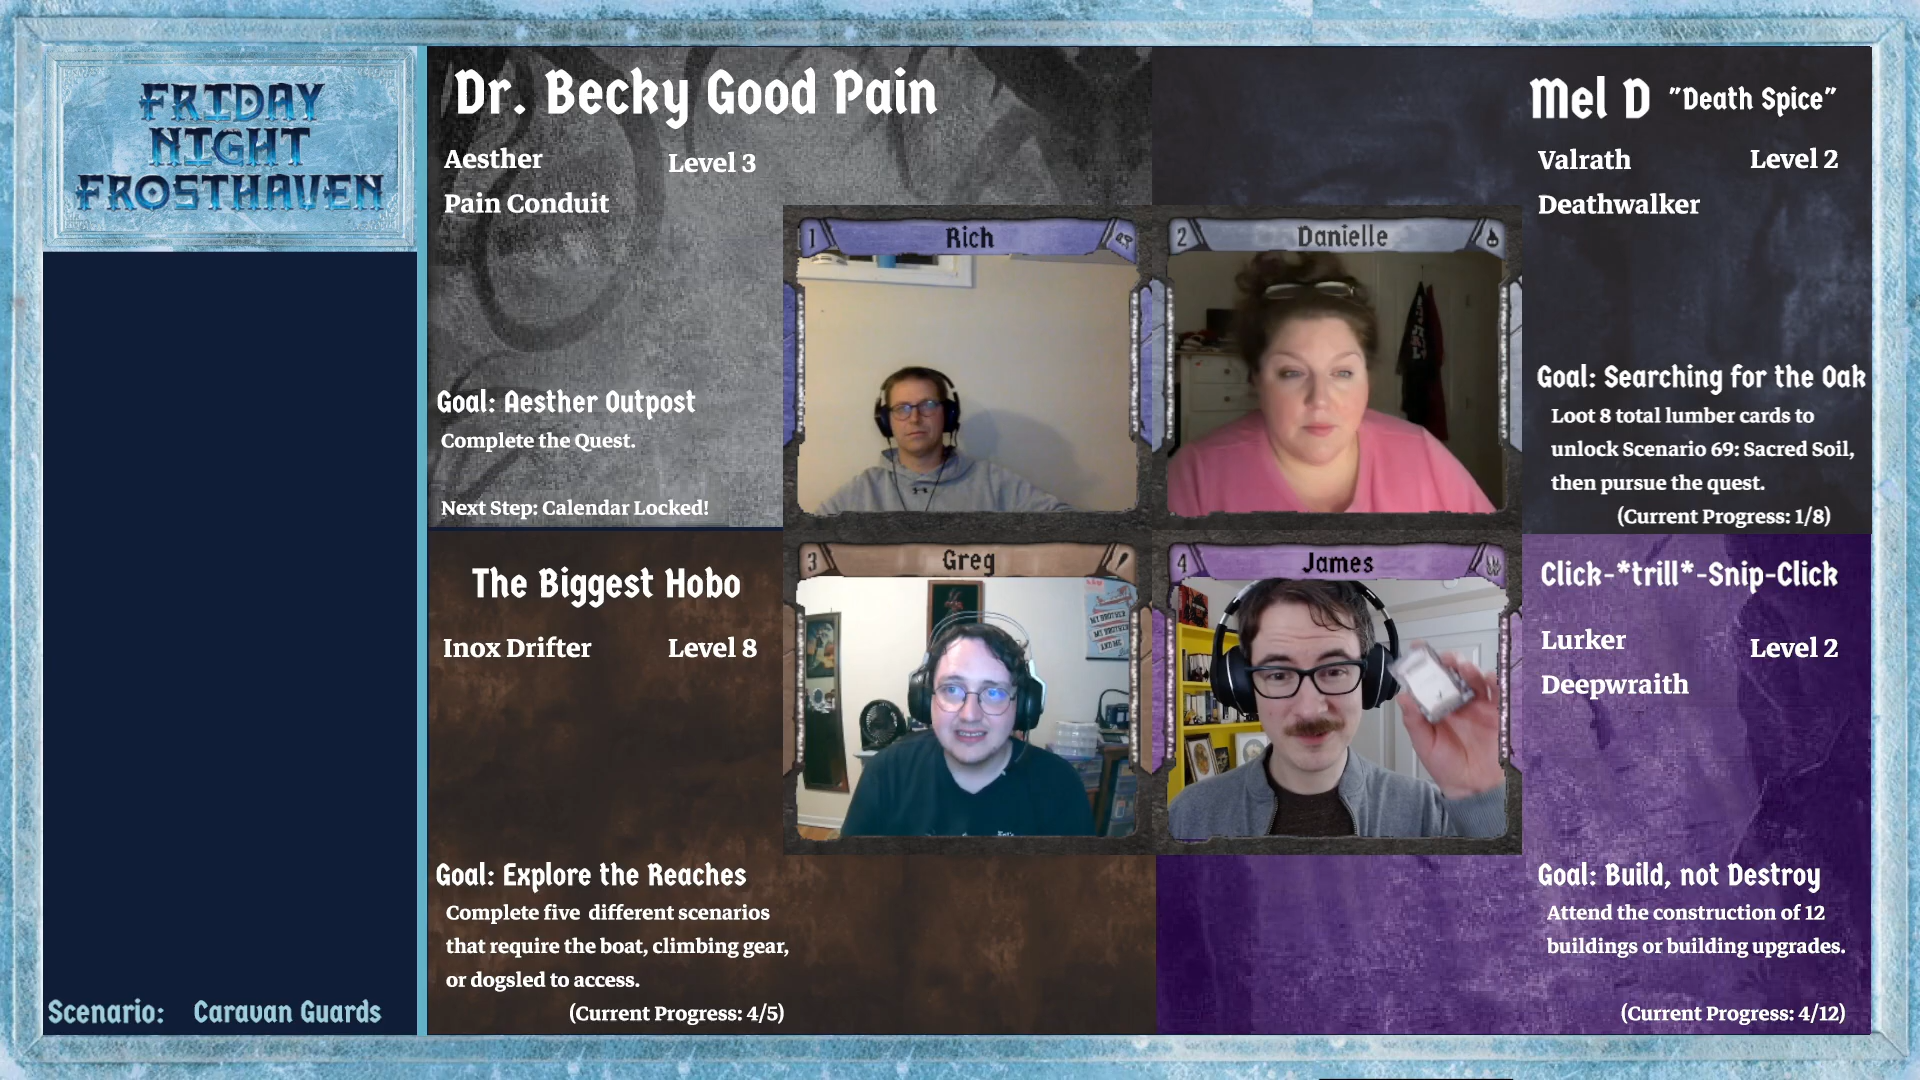 FRIDAY
NIGHT
FROSTHAVEN
Dr. Becky Good Pain
Aesther
Level 3
Pain Conduit
Goal: Aesther Outpost
Complete the Quest.
Next Step: Calendar Locked!
Mel D "Death Spice"
Valrath
Level 2
Deathwalker
Goal: Searching for the Oak
Loot 8 total lumber cards to
unlock Scenario 69: Sacred Soil,
then pursue the quest.
(Current Progress: 1/8)
1 Rich
2 Danielle
3 Greg
4 James
MY BROTHER
MY BROTHER
AND ME
The Biggest Hobo
Inox Drifter
Level 8
Goal: Explore the Reaches
Complete five different scenarios
that require the boat, climbing gear,
or dogsled to access.
(Current Progress: 4/5)
Click-*trill*-Snip-Click
Lurker
Level 2
Deepwraith
Goal: Build, not Destroy
Attend the construction of 12
buildings or building upgrades.
(Current Progress: 4/12)
Scenario: Caravan Guards